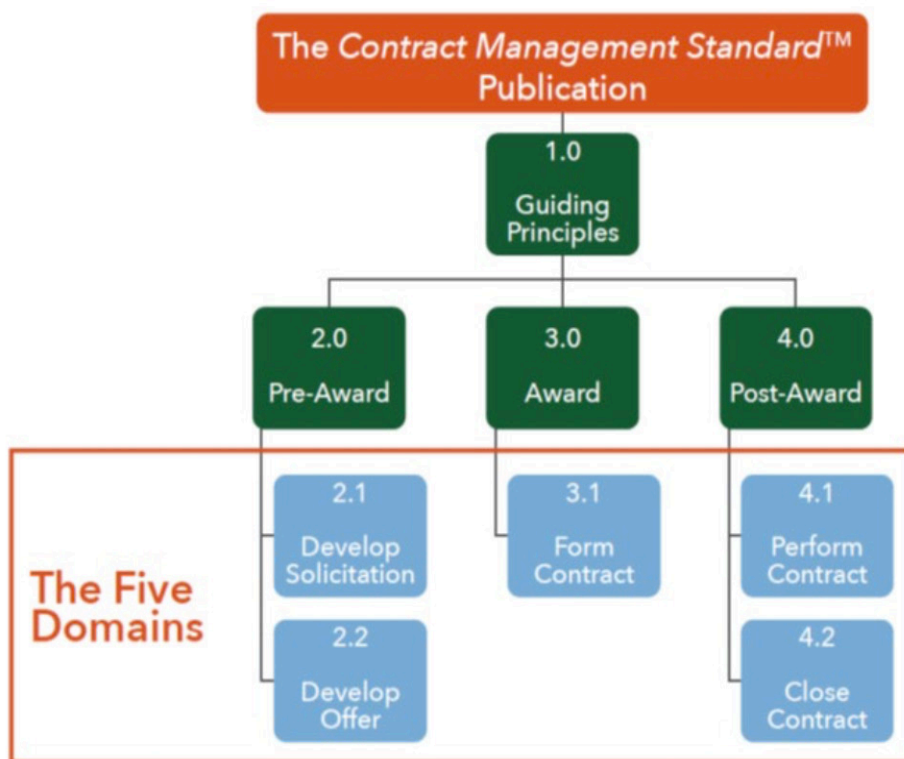 The Contract Management Standard™
Publication
1.0
Guiding
Principles
2.0
Pre-Award
3.0
Award
4.0
Post-Award
The Five
Domains
2.1
Develop
Solicitation
3.1
Form
Contract
4.1
Perform
Contract
2.2
Develop
Offer
4.2
Close
Contract